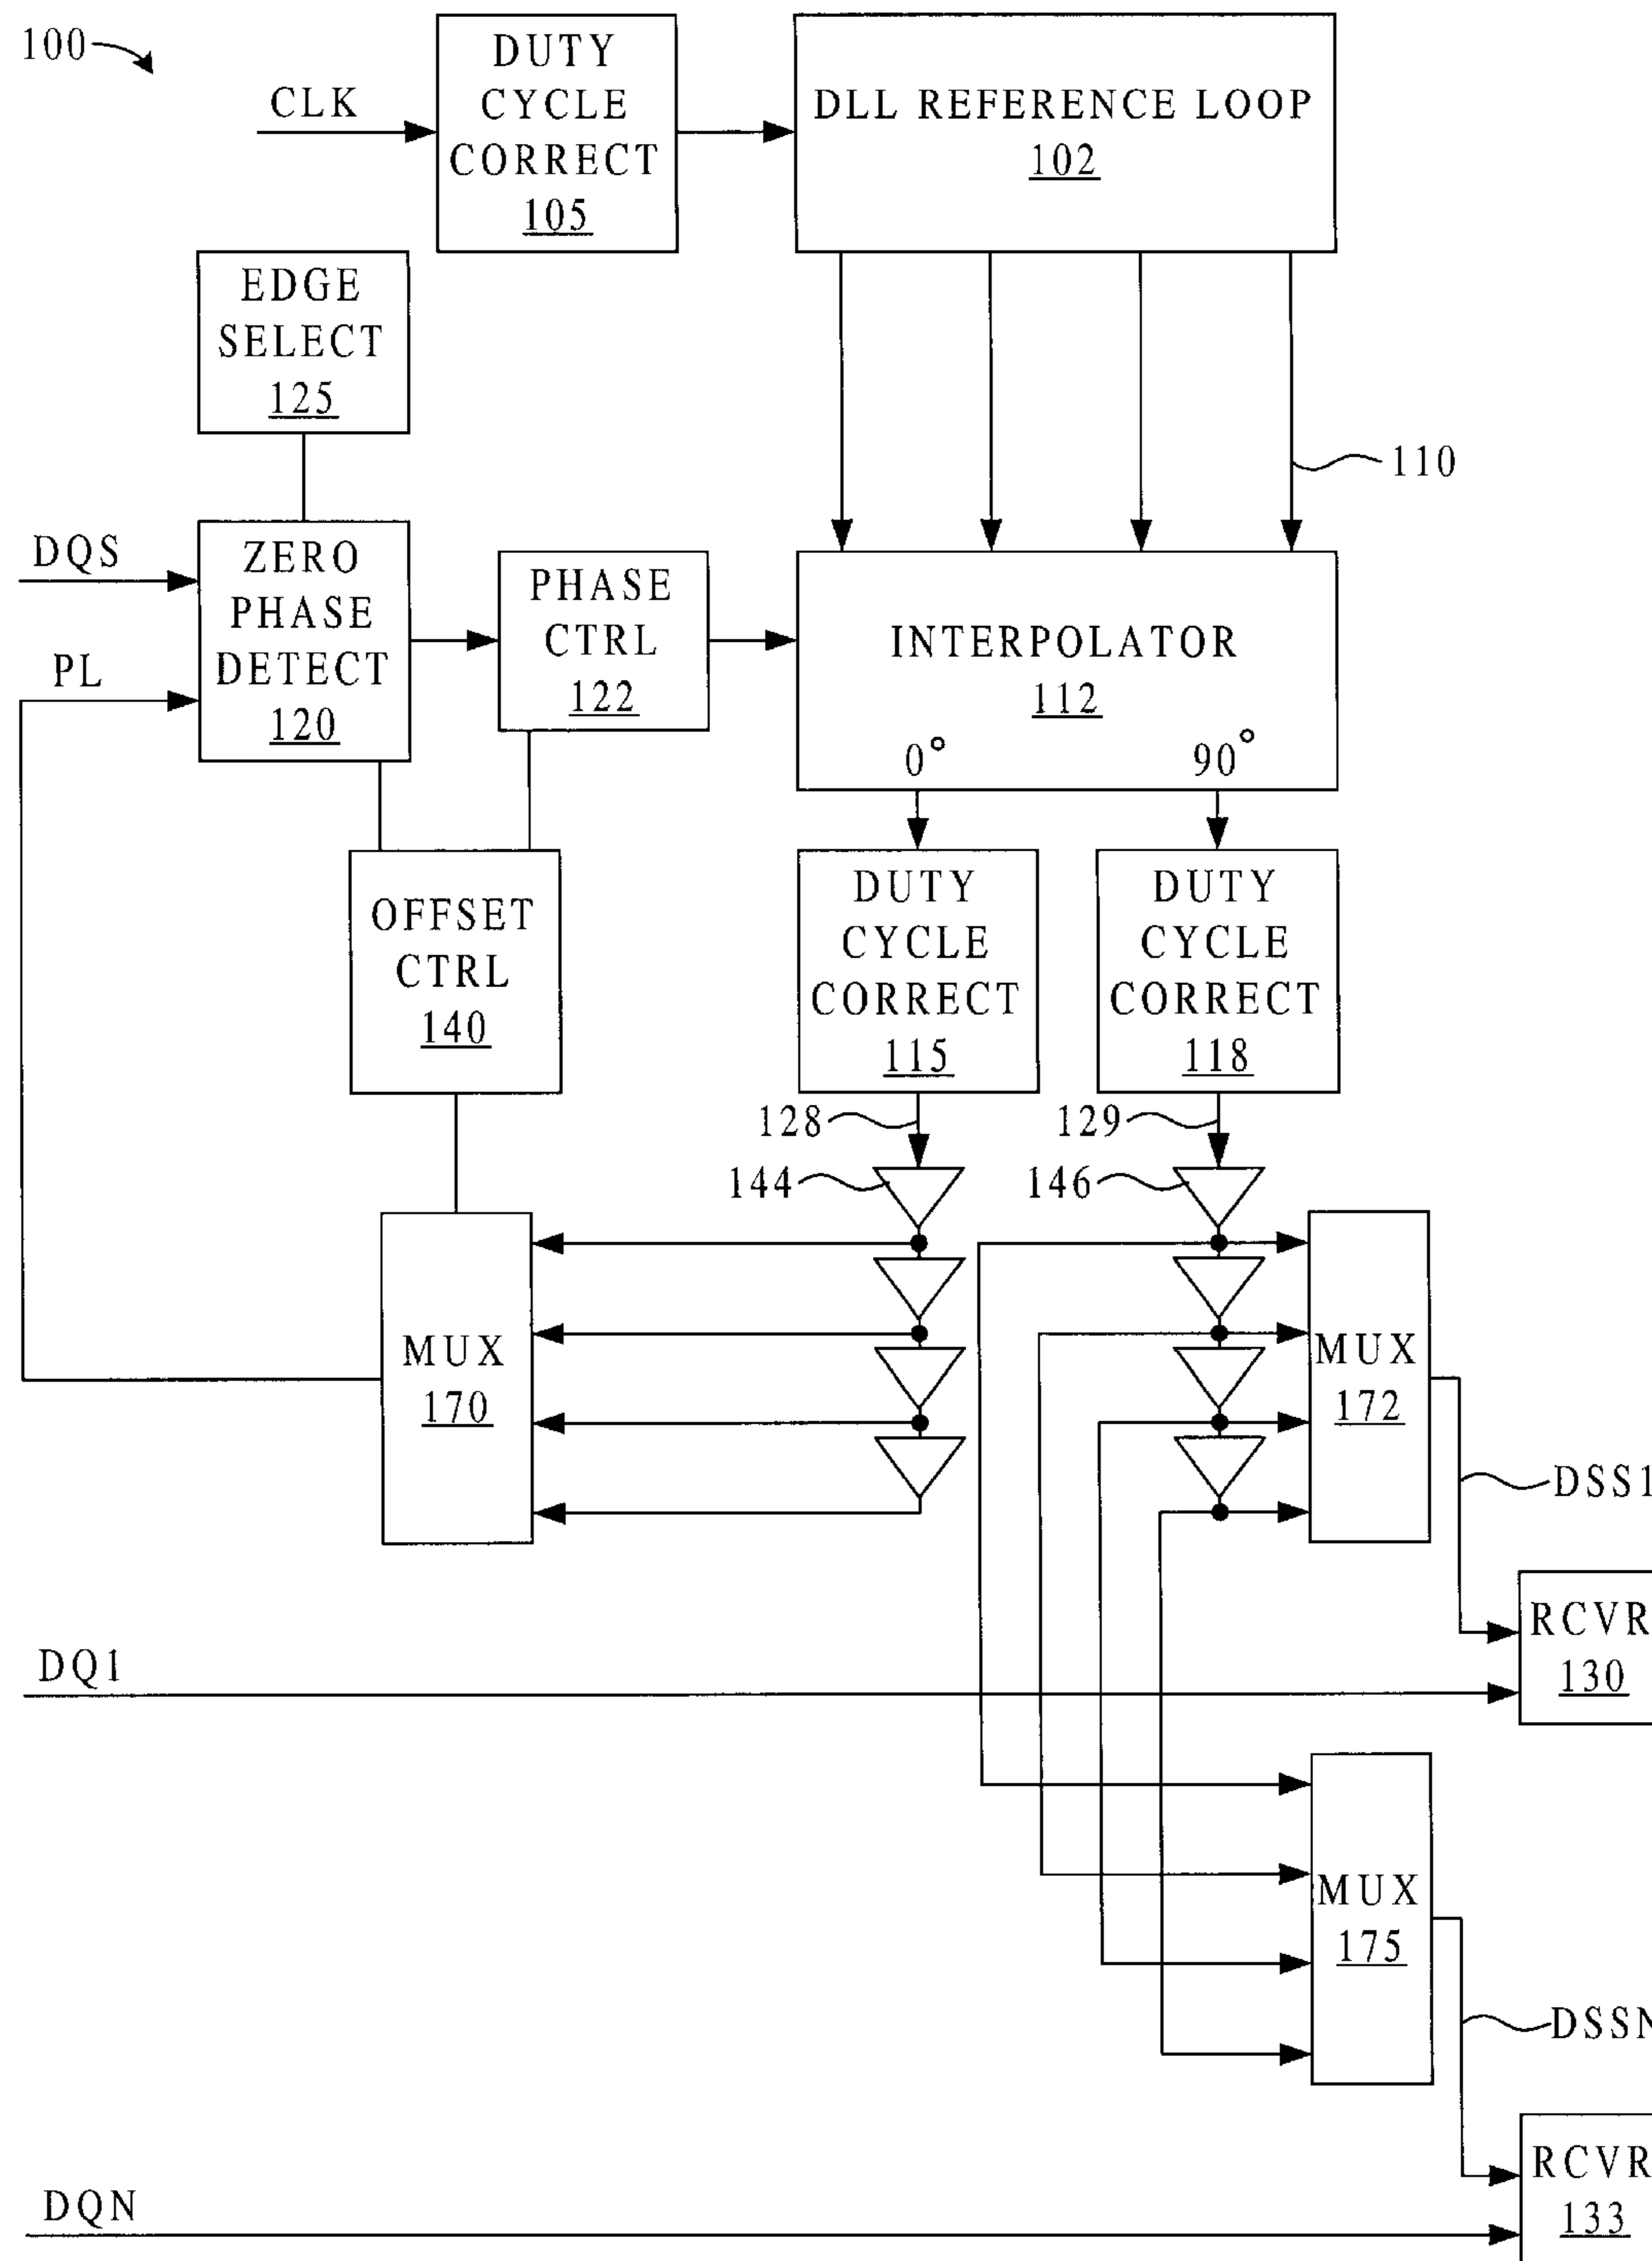 100
CLK
DUTY
CYCLE
CORRECT
105
DLL REFERENCE LOOP
102
EDGE
SELECT
125
110
DQS
PL
ZERO
PHASE
DETECT
120
PHASE
CTRL
122
INTERPOLATOR
112
0°
90°
OFFSET
CTRL
140
DUTY
CYCLE
CORRECT
115
DUTY
CYCLE
CORRECT
118
128
129
144
146
MUX
170
MUX
172
DSS1
RCVR
130
DQ1
MUX
175
DSSN
RCVR
133
DQN